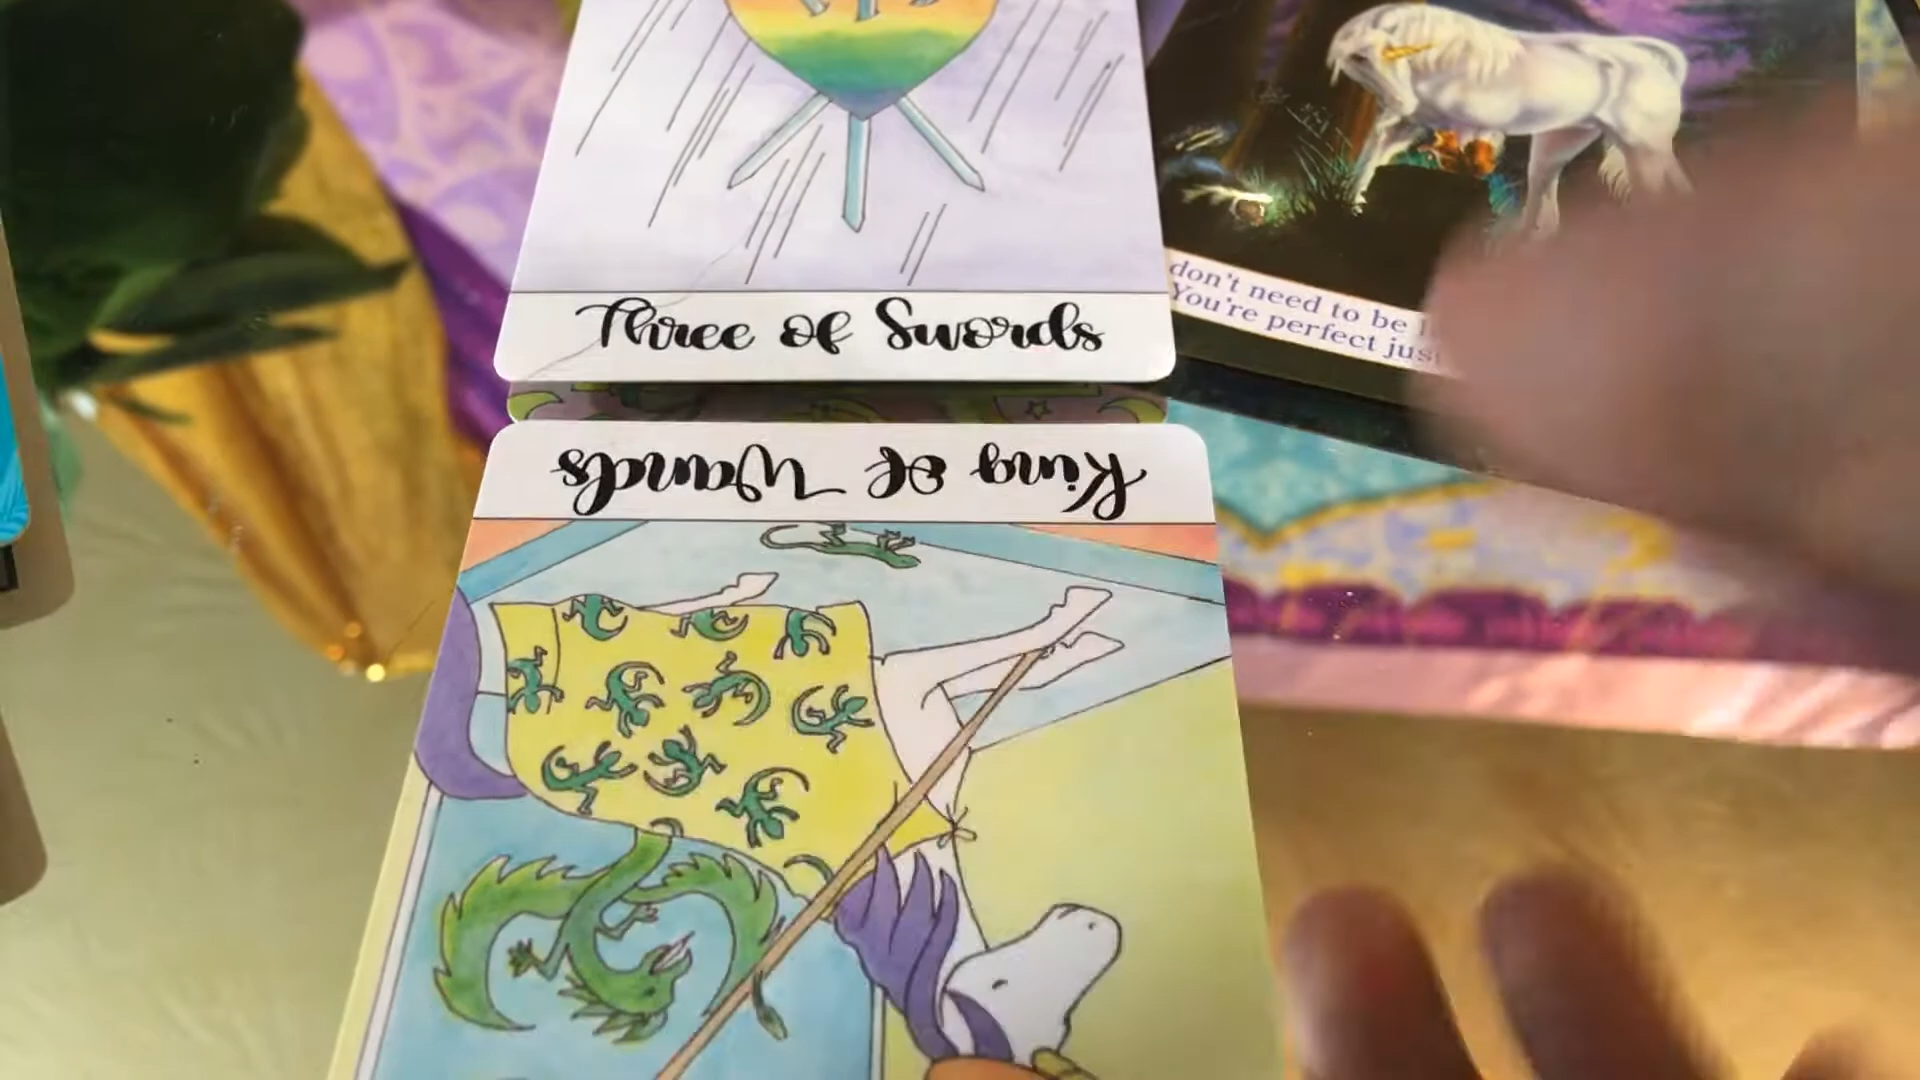 Three of Swords
don't need to be
You're perfect just
King of Wands